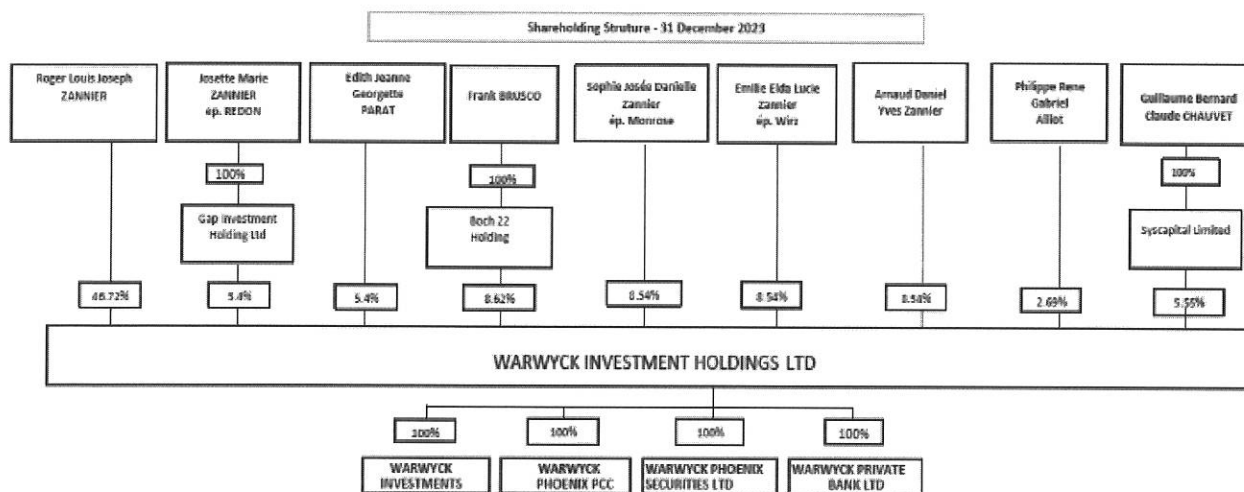 Shareholding Struture - 31 December 2023
Roger Louis Joseph
ZANNIER
Josette Marie
ZANNIER
ép. REDON
Edith Jeanne
Georgette
PARAT
Frank BRUSCO
Sophie Josée Danielle
Zannier
ép. Monrose
Emilie Elda Lucie
Zannier
ép. Wirz
Arnaud Daniel
Yves Zannier
Philippe Rene
Gabriel
Alliot
Guillaume Bernard
Claude CHAUVET
100%
100%
100%
Gap Investment
Holding Ltd
Boch 22
Holding
Syscapital Limited
46.72%
5.4%
5.4%
8.62%
8.54%
8.54%
8.54%
2.69%
5.55%
WARWYCK INVESTMENT HOLDINGS LTD
100%
100%
100%
100%
WARWYCK
INVESTMENTS
WARWYCK
PHOENIX PCC
WARWYCK PHOENIX
SECURITIES LTD
WARWYCK PRIVATE
BANK LTD